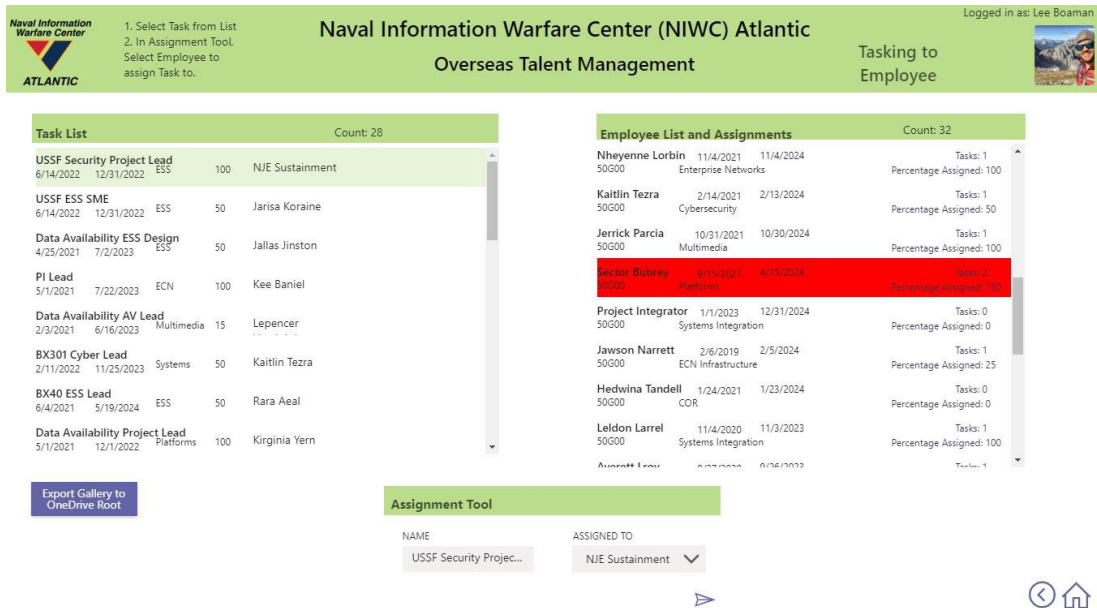 Naval Information
Warfare Center
ATLANTIC
1. Select Task from List
2. In Assignment Tool,
Select Employee to
assign Task to.
Naval Information Warfare Center (NIWC) Atlantic
Overseas Talent Management
Tasking to
Employee
Logged in as: Lee Boaman
Task List Count: 28
USSF Security Project Lead
6/14/2022 12/31/2022 ESS 100 NJE Sustainment
USSF ESS SME
6/14/2022 12/31/2022 ESS 50 Jarisa Koraine
Data Availability ESS Design
4/25/2021 7/2/2023 ESS 50 Jallas Jinston
PI Lead
5/1/2021 7/22/2023 ECN 100 Kee Baniel
Data Availability AV Lead
2/3/2021 6/16/2023 Multimedia 15 Lepencer
BX301 Cyber Lead
2/11/2022 11/25/2023 Systems 50 Kaitlin Tezra
BX40 ESS Lead
6/4/2021 5/19/2024 ESS 50 Rara Aeal
Data Availability Project Lead
5/1/2021 12/1/2022 Platforms 100 Kirginia Yern
Employee List and Assignments Count: 32
Nheyenne Lorbin 11/4/2021 11/4/2024 Tasks: 1
50G00 Enterprise Networks Percentage Assigned: 100
Kaitlin Tezra 2/14/2021 2/13/2024 Tasks: 1
50G00 Cybersecurity Percentage Assigned: 50
Jerrick Parcia 10/31/2021 10/30/2024 Tasks: 1
50G00 Multimedia Percentage Assigned: 100
Sector Bubrey 9/15/2021 4/15/2024 Tasks: 2
50G00 Platforms Percentage Assigned: 150
Project Integrator 1/1/2023 12/31/2024 Tasks: 0
50G00 Systems Integration Percentage Assigned: 0
Jawson Narrett 2/6/2019 2/5/2024 Tasks: 1
50G00 ECN Infrastructure Percentage Assigned: 25
Hedwina Tandell 1/24/2021 1/23/2024 Tasks: 0
50G00 COR Percentage Assigned: 0
Leldon Larrel 11/4/2020 11/3/2023 Tasks: 1
50G00 Systems Integration Percentage Assigned: 100
Export Gallery to
OneDrive Root
Assignment Tool
NAME ASSIGNED TO
USSF Security Projec... NJE Sustainment